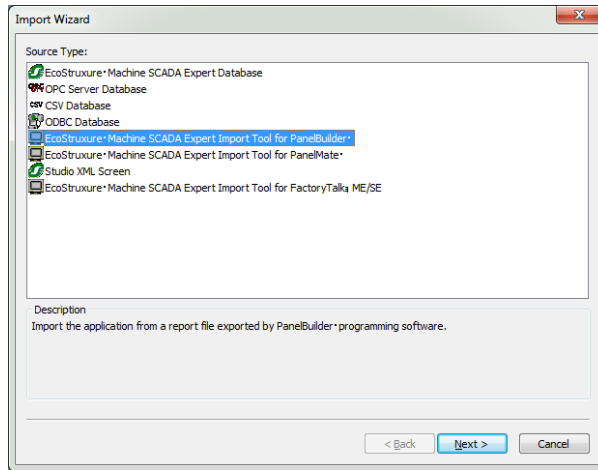 Import Wizard
Source Type:
EcoStruxure·Machine SCADA Expert Database
OPC OPC Server Database
csv CSV Database
ODBC Database
EcoStruxure·Machine SCADA Expert Import Tool for PanelBuilder·
EcoStruxure·Machine SCADA Expert Import Tool for PanelMate·
Studio XML Screen
EcoStruxure·Machine SCADA Expert Import Tool for FactoryTalk ME/SE
Description
Import the application from a report file exported by PanelBuilder·programming software.
< Back Next > Cancel